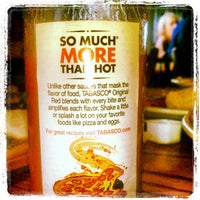 SO MUCH
MORE
THAN HOT
Unlike other sauces that mask the
flavor of food, TABASCO® Original
Red blends with every bite and
amplifies each flavor. Shake a little
or splash a lot on your favorite
foods like pizza and eggs.
For great recipes visit TABASCO.com